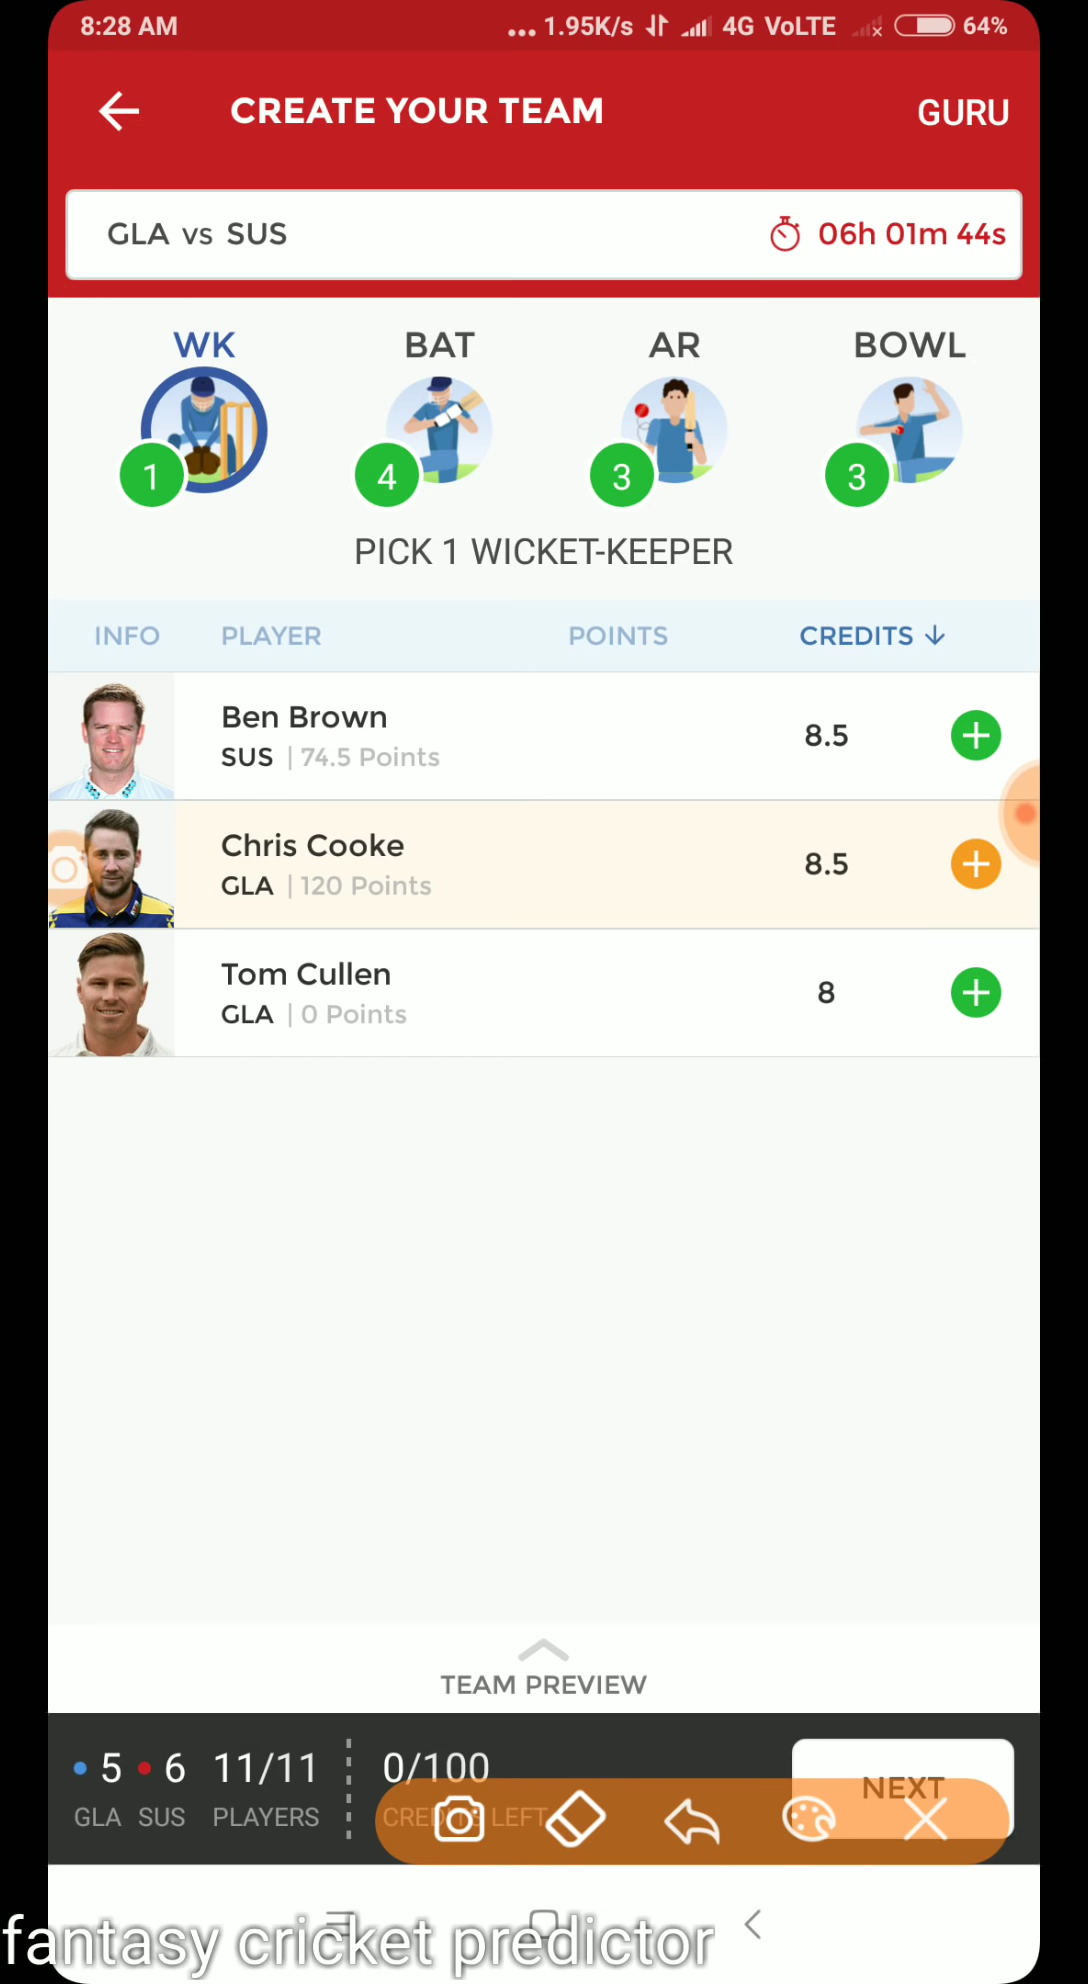 8:28 AM
... 1.95K/s 4G VoLTE 64%
CREATE YOUR TEAM
GURU
GLA vs SUS
06h 01m 44s
WK BAT AR BOWL
1 4 3 3
PICK 1 WICKET-KEEPER
INFO PLAYER POINTS CREDITS ↓
Ben Brown
SUS | 74.5 Points
8.5
Chris Cooke
GLA | 120 Points
8.5
Tom Cullen
GLA | 0 Points
8
TEAM PREVIEW
5 6 11/11 0/100
GLA SUS PLAYERS CREDITS LEFT
NEXT
fantasy cricket predictor